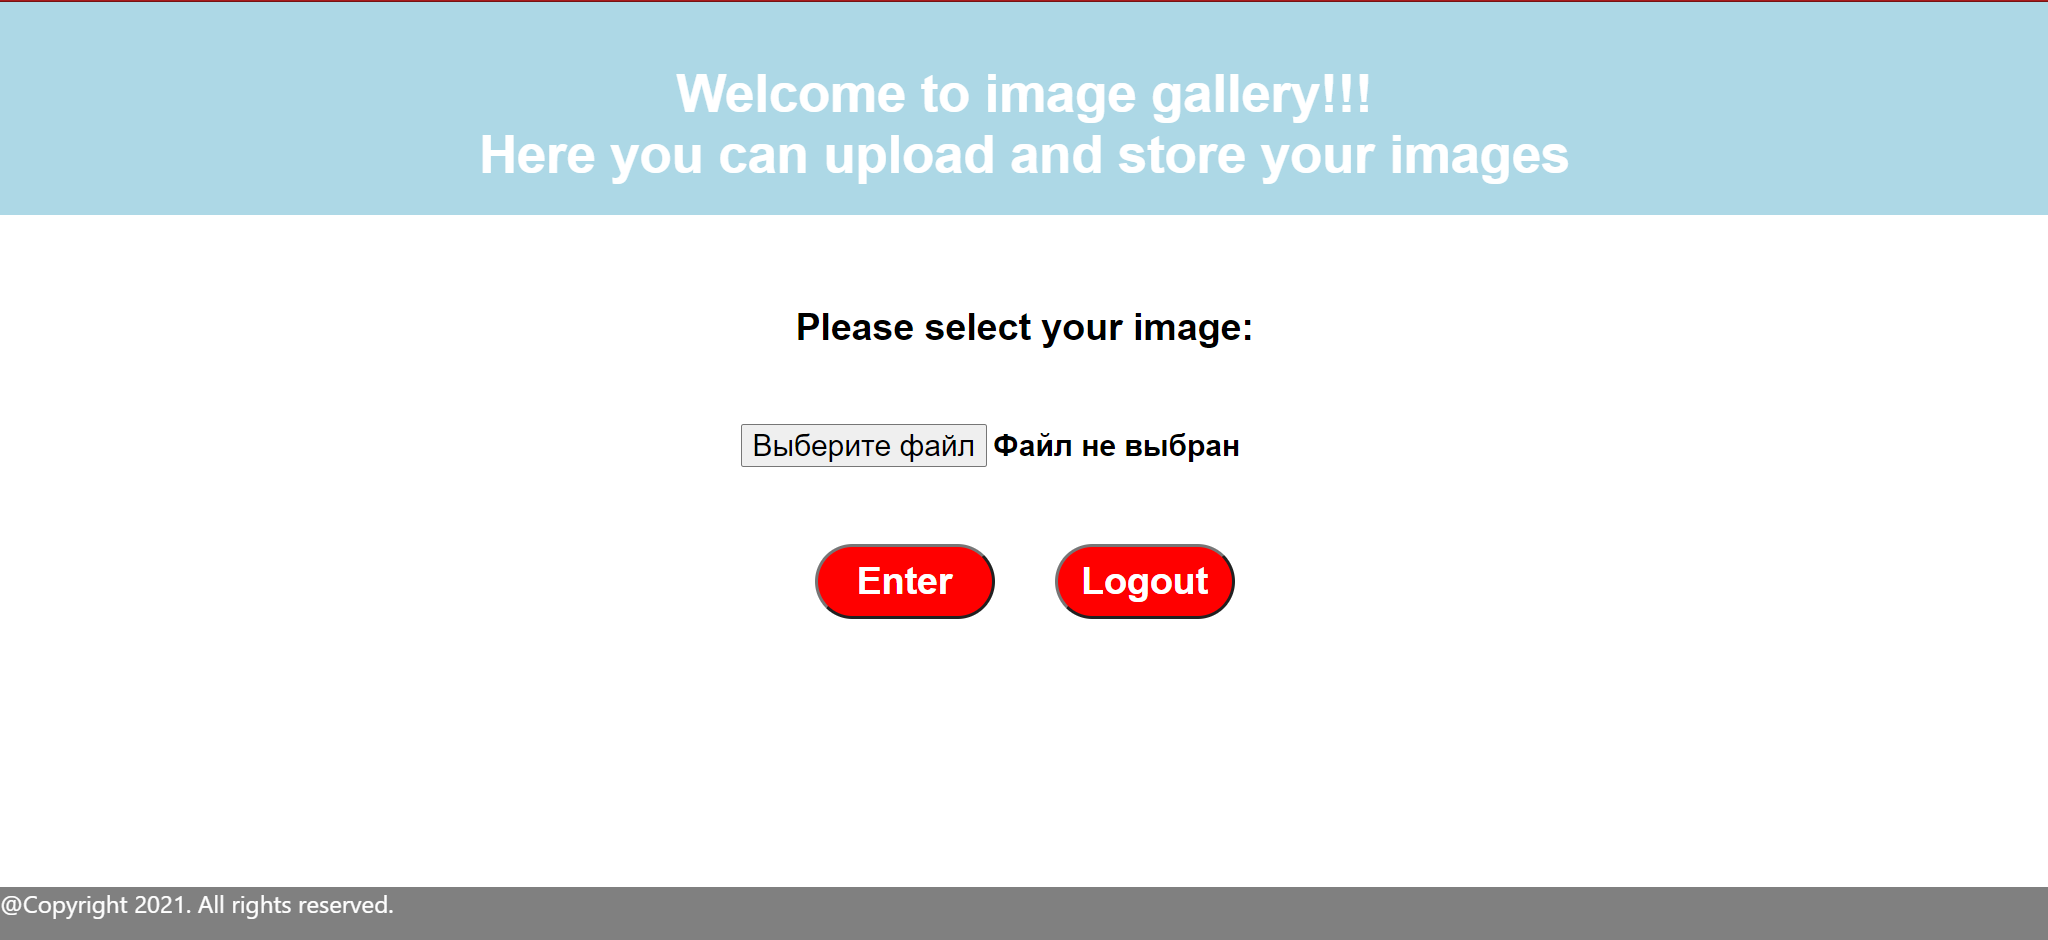 Welcome to image gallery!!!
Here you can upload and store your images
Please select your image:
Выберите файл Файл не выбран
Enter Logout
@Copyright 2021. All rights reserved.